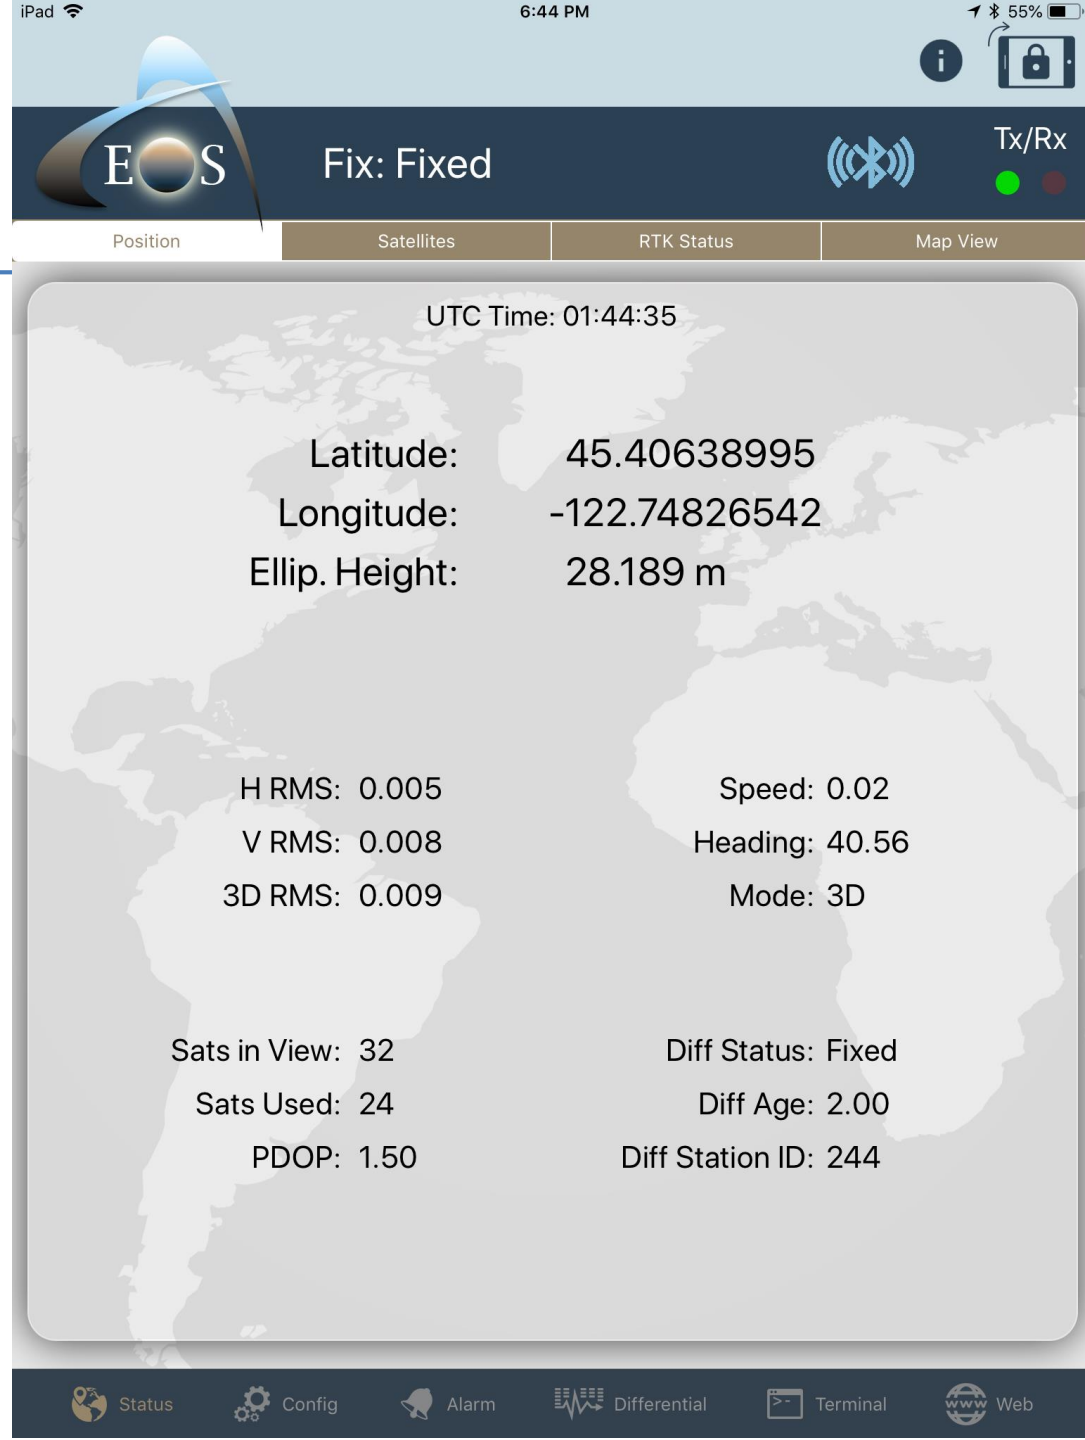 iPad 6:44 PM 55%
EOS Fix: Fixed Tx/Rx
Position Satellites RTK Status Map View
UTC Time: 01:44:35
Latitude: 45.40638995
Longitude: -122.74826542
Ellip. Height: 28.189 m
H RMS: 0.005 Speed: 0.02
V RMS: 0.008 Heading: 40.56
3D RMS: 0.009 Mode: 3D
Sats in View: 32 Diff Status: Fixed
Sats Used: 24 Diff Age: 2.00
PDOP: 1.50 Diff Station ID: 244
Status Config Alarm Differential >- Terminal www Web